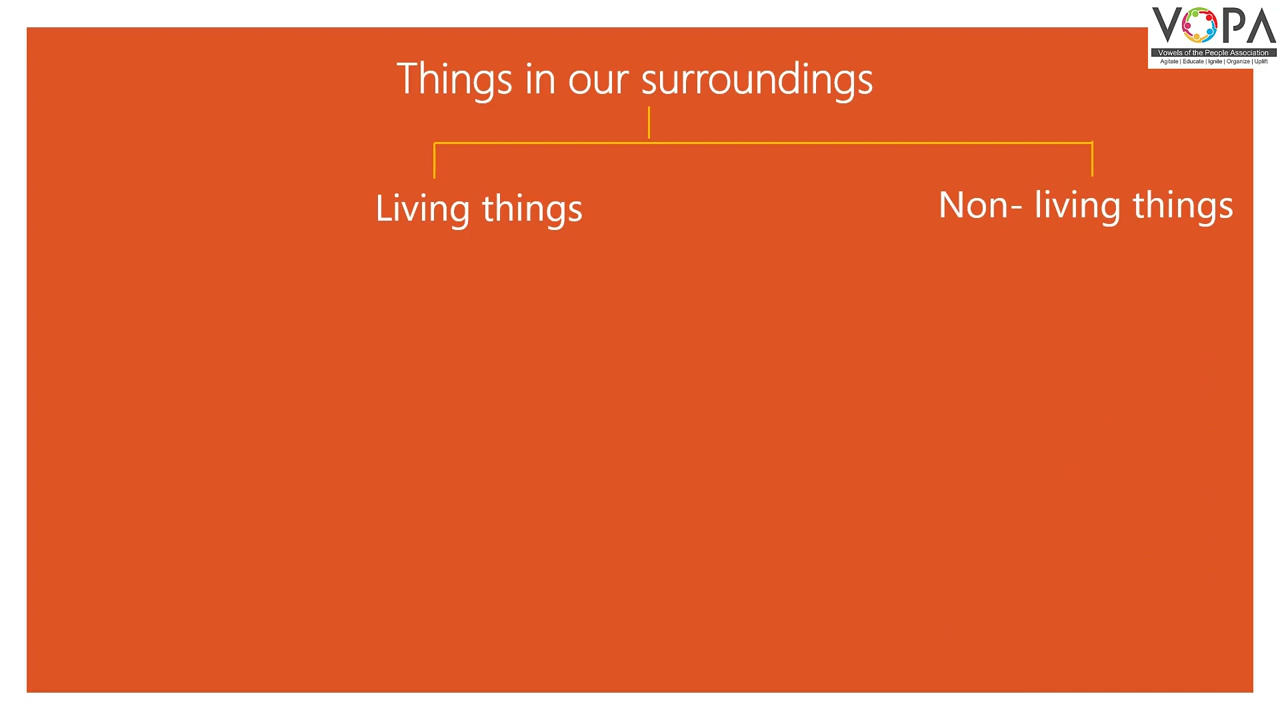 VOPA
Vowels of the People Association
Agitate | Educate | Ignite | Organize | Uplift
Things in our surroundings
Living things
Non- living things